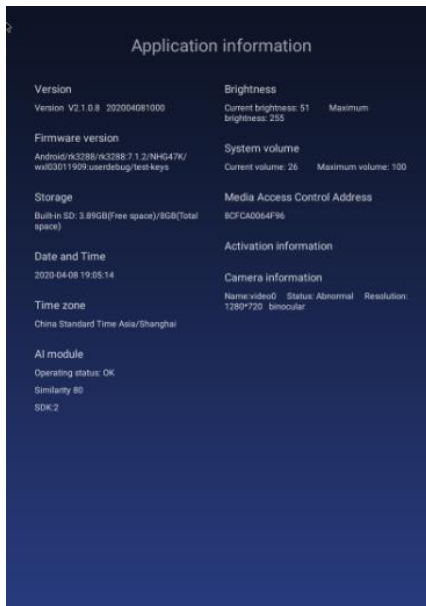 Application information
Version
Version V2.1.0.8 202004081000
Firmware version
Android/rk3288/rk3288:7.1.2/NHG47K/
wxl03011909:userdebug/test-keys
Storage
Built-in SD: 3.89GB(Free space)/8GB(Total
space)
Date and Time
2020-04-08 19:05:14
Time zone
China Standard Time Asia/Shanghai
AI module
Operating status: OK
Similarity 80
SDK:2
Brightness
Current brightness: 51 Maximum
brightness: 255
System volume
Current volume: 26 Maximum volume: 100
Media Access Control Address
8CFCA0064F96
Activation information
Camera information
Name:video0 Status: Abnormal Resolution:
1280*720 binocular